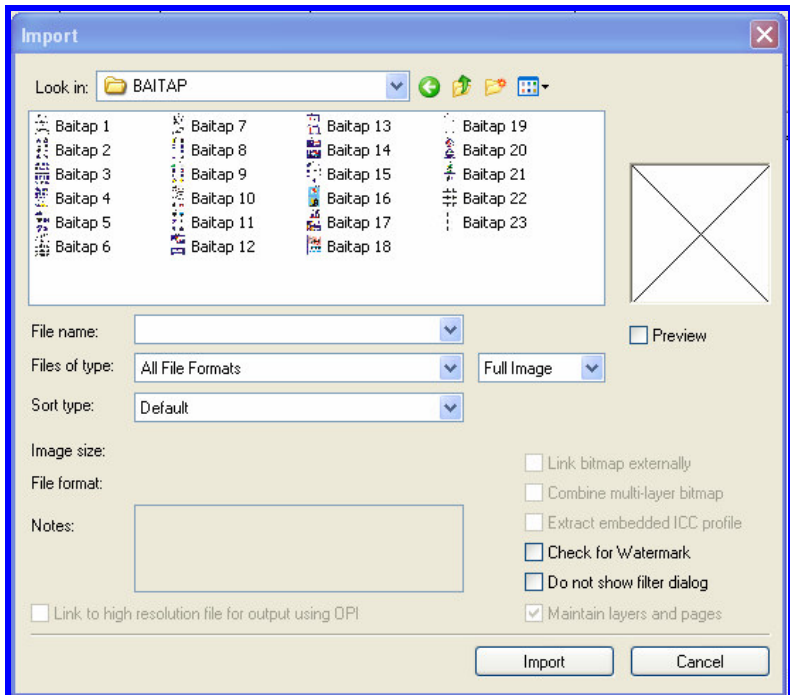 Import
Look in: BAITAP
Baitap 1 Baitap 7 Baitap 13 Baitap 19
Baitap 2 Baitap 8 Baitap 14 Baitap 20
Baitap 3 Baitap 9 Baitap 15 Baitap 21
Baitap 4 Baitap 10 Baitap 16 Baitap 22
Baitap 5 Baitap 11 Baitap 17 Baitap 23
Baitap 6 Baitap 12 Baitap 18
File name:
Preview
Files of type: All File Formats Full Image
Sort type: Default
Image size:
Link bitmap externally
File format:
Combine multi-layer bitmap
Notes:
Extract embedded ICC profile
Check for Watermark
Do not show filter dialog
Link to high resolution file for output using OPI Maintain layers and pages
Import Cancel